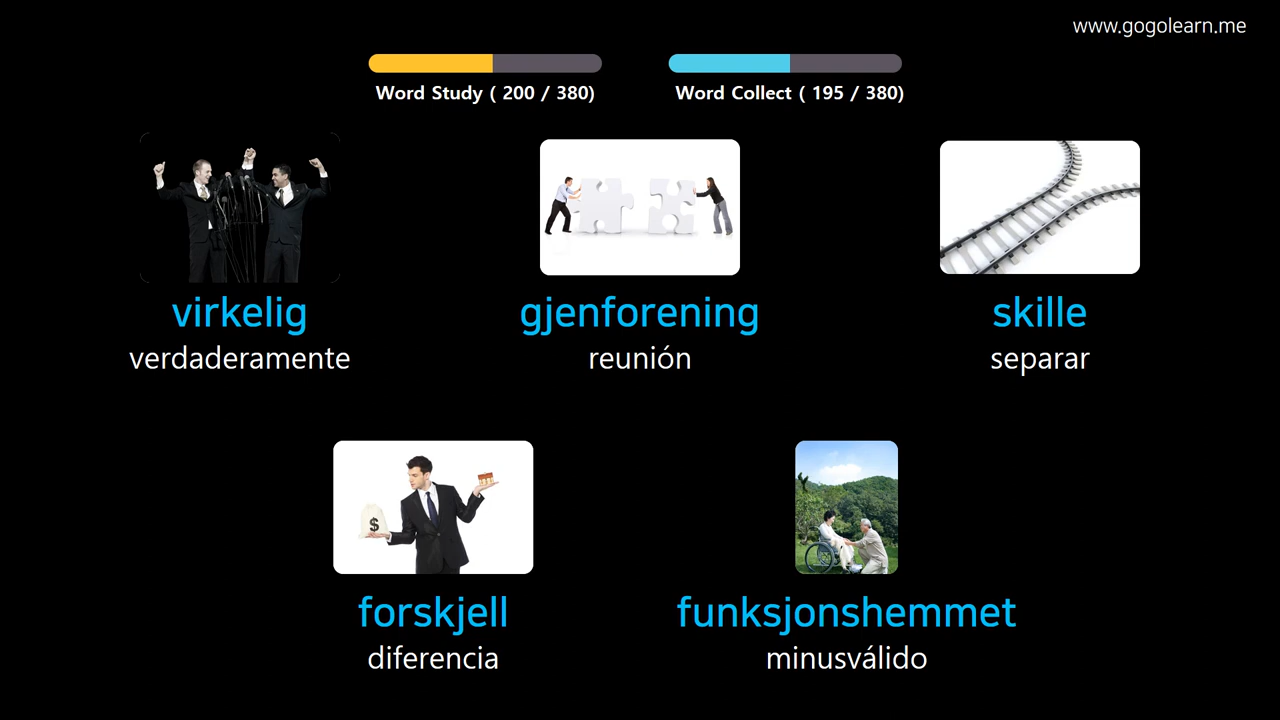 www.gogolearn.me
Word Study ( 200 / 380)
Word Collect ( 195 / 380)
virkelig
verdaderamente
gjenforening
reunión
skille
separar
$
forskjell
diferencia
funksjonshemmet
minusválido